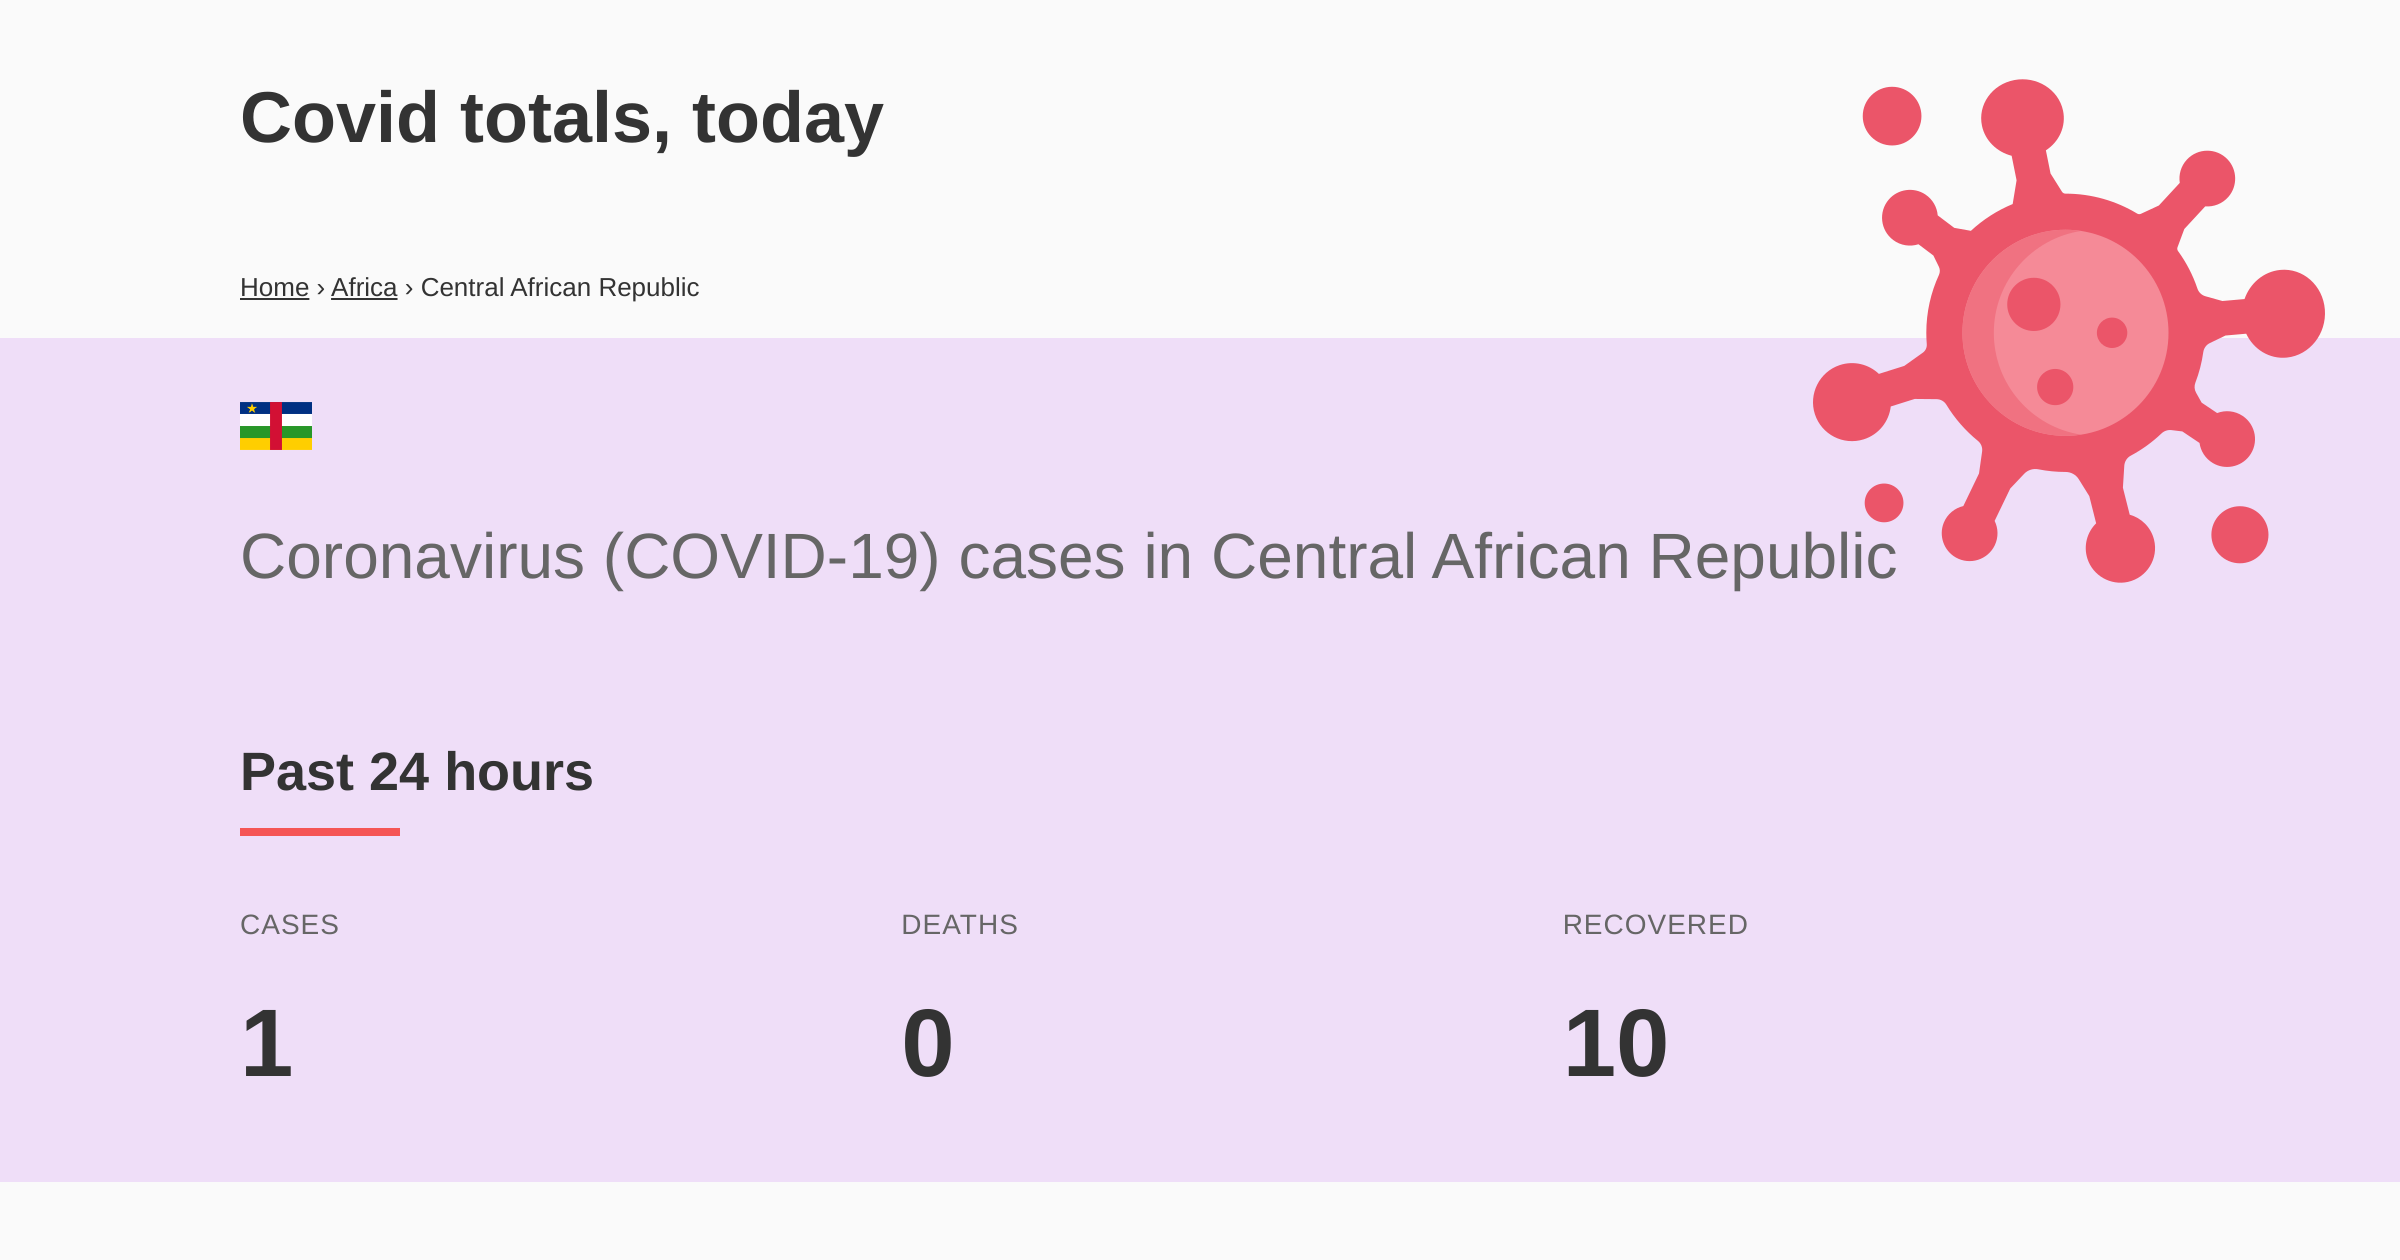 Covid totals, today
Home › Africa › Central African Republic
Coronavirus (COVID-19) cases in Central African Republic
Past 24 hours
CASES
DEATHS
RECOVERED
1
0
10